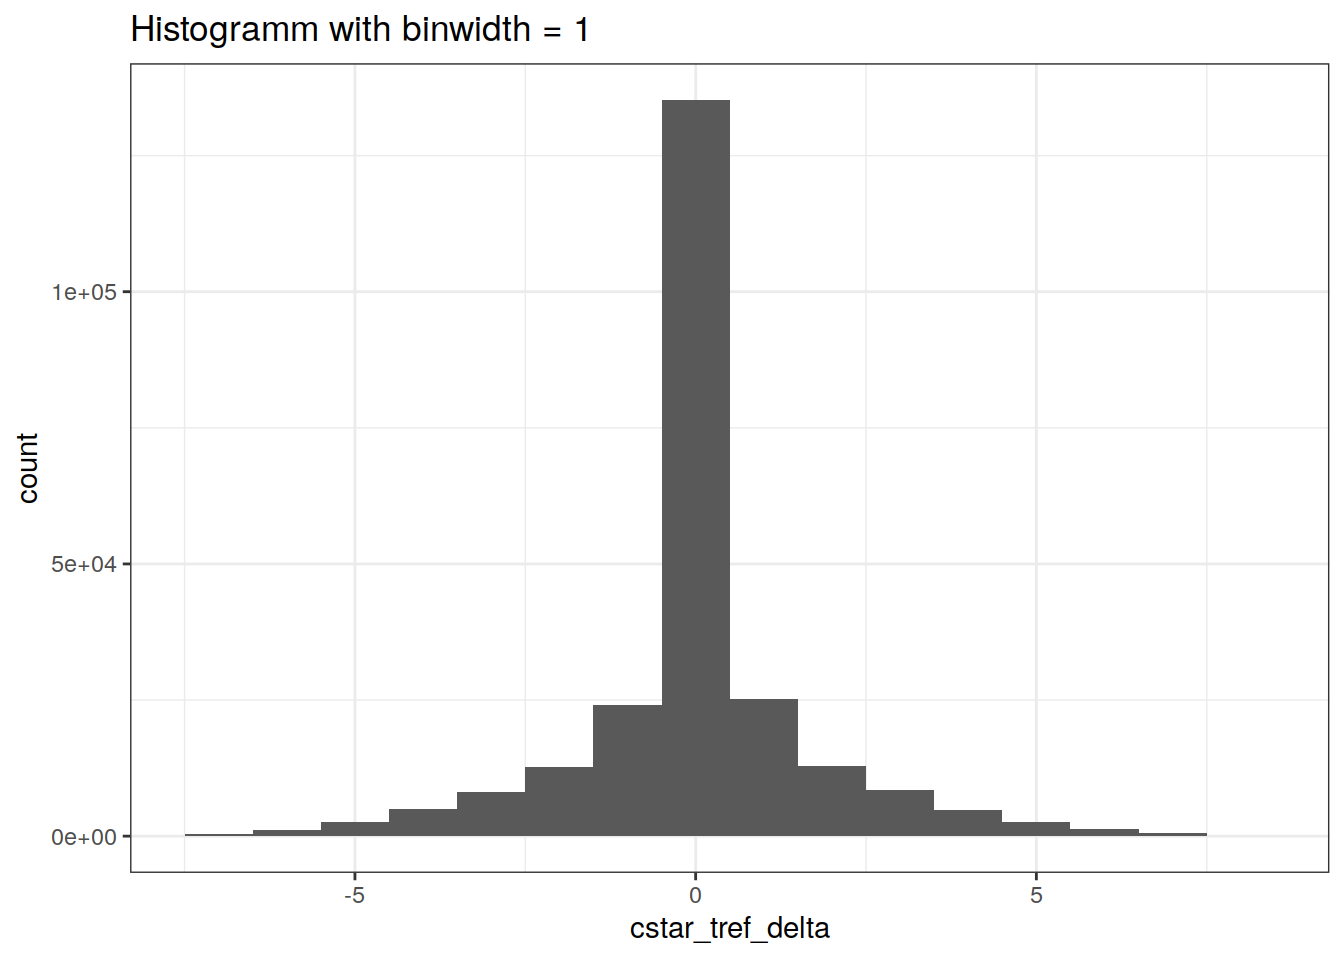 Histogramm with binwidth = 1
1e+05
5e+04
0e+00
count
-5
0
5
cstar_tref_delta